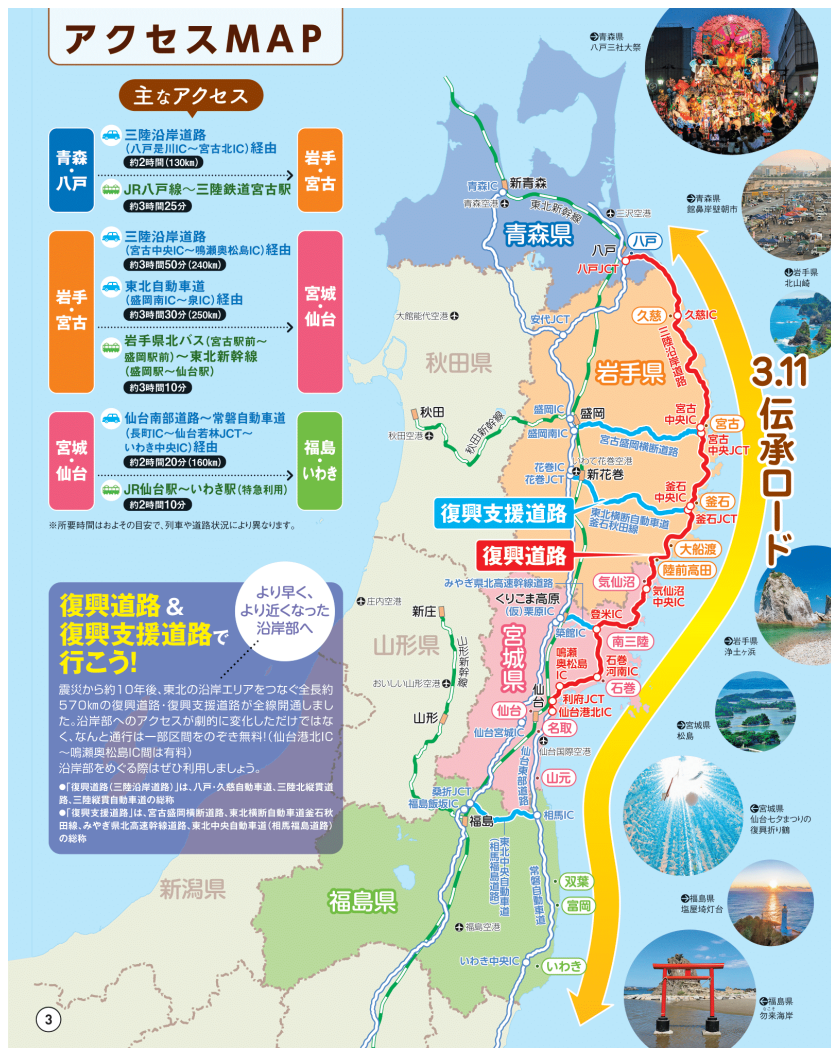 アクセスMAP
主なアクセス
青森・八戸
三陸沿岸道路
(八戸是川IC〜宮古北IC)経由
約2時間(130km)
JR八戸線〜三陸鉄道宮古駅
約3時間25分
岩手・宮古
岩手・宮古
三陸沿岸道路
(宮古中央IC〜鳴瀬奥松島IC)経由
約3時間50分(240km)
東北自動車道
(盛岡南IC〜泉IC)経由
約3時間30分(250km)
岩手県北バス(宮古駅前〜
盛岡駅前)〜東北新幹線
(盛岡駅〜仙台駅)
約3時間10分
宮城・仙台
宮城・仙台
仙台南部道路〜常磐自動車道
(長町IC〜仙台若林JCT〜
いわき中央IC)経由
約2時間20分(160km)
JR仙台駅〜いわき駅(特急利用)
約2時間10分
福島・いわき
※所要時間はおよその目安で、列車や道路状況により異なります。
より早く、
より近くなった
沿岸部へ
復興道路&
復興支援道路で
行こう!
震災から約10年後、東北の沿岸エリアをつなぐ全長約
570kmの復興道路・復興支援道路が全線開通しまし
た。沿岸部へのアクセスが劇的に変化しただけではな
く、なんと通行は一部区間をのぞき無料!(仙台港北IC
〜鳴瀬奥松島IC間は有料)
沿岸部をめぐる際はぜひ利用しましょう。
●「復興道路(三陸沿岸道路)」は、八戸・久慈自動車道、三陸北縦貫道
路、三陸縦貫自動車道の総称
●「復興支援道路」は、宮古盛岡横断道路、東北横断自動車道釜石秋
田線、みやぎ県北高速幹線道路、東北中央自動車道(相馬福島道路)
の総称
青森IC
新青森
青森空港
東北新幹線
三沢空港
青森県
八戸
八戸
八戸JCT
大館能代空港
安代JCT
久慈
久慈IC
三陸沿岸道路
秋田県
岩手県
秋田
秋田空港
秋田新幹線
盛岡IC
盛岡
盛岡南IC
宮古
中央IC
宮古
宮古
中央JCT
宮古盛岡横断道路
いわて花巻空港
花巻IC
花巻JCT
新花巻
釜石
中央IC
釜石
釜石JCT
復興支援道路
東北横断自動車道
釜石秋田線
復興道路
大船渡
陸前高田
みやぎ県北高速幹線道路
気仙沼
気仙沼
中央IC
くりこま高原
(仮)栗原IC
登米IC
築館IC
南三陸
庄内空港
新庄
山形県
山形新幹線
宮城県
鳴瀬
奥松島
IC
石巻
河南IC
石巻
おいしい山形空港
山形
利府JCT
仙台港北IC
仙台
仙台
仙台宮城IC
名取
仙台国際空港
仙台東部道路
山元
桑折JCT
福島飯坂IC
福島
相馬IC
東北中央自動車道
(相馬福島道路)
常磐自動車道
双葉
富岡
新潟県
福島県
福島空港
いわき中央IC
いわき
3.11伝承ロード
青森県
八戸三社大祭
青森県
館鼻岸壁朝市
岩手県
北山崎
岩手県
浄土ヶ浜
宮城県
松島
宮城県
仙台七夕まつりの
復興折り鶴
福島県
塩屋埼灯台
福島県
なこそ
勿来海岸
3